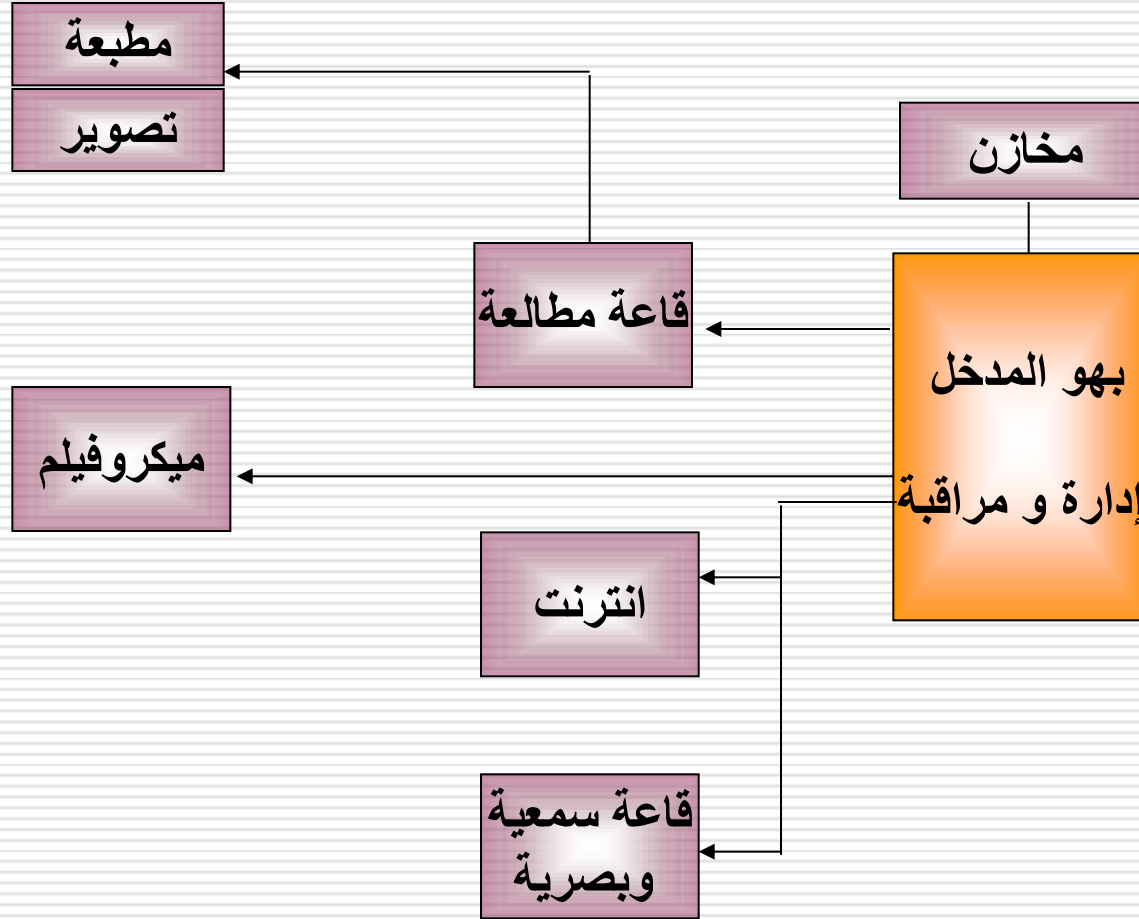 مطبعة
تصوير
مخازن
قاعة مطالعة
بهو المدخل
إدارة و مراقبة
ميكروفيلم
انترنت
قاعة سمعية
وبصرية